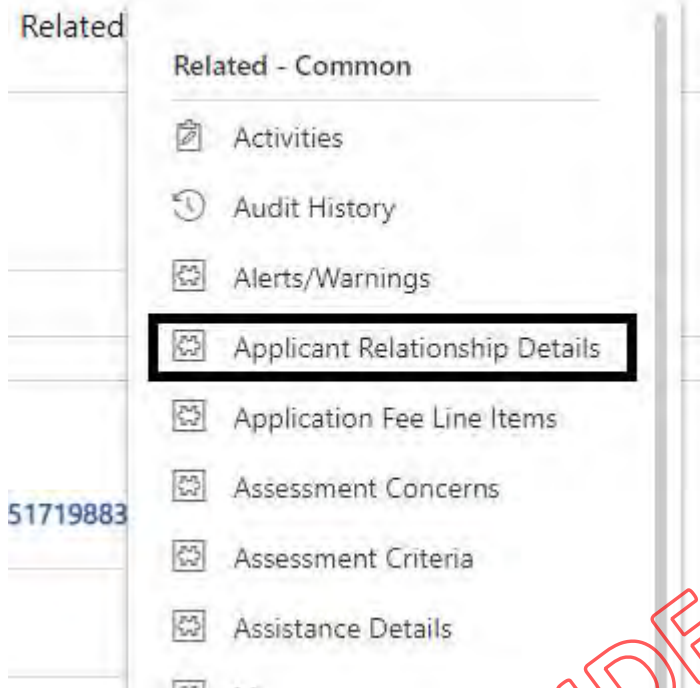 Related
Related - Common
Activities
Audit History
Alerts/Warnings
Applicant Relationship Details
Application Fee Line Items
Assessment Concerns
51719883
Assessment Criteria
Assistance Details